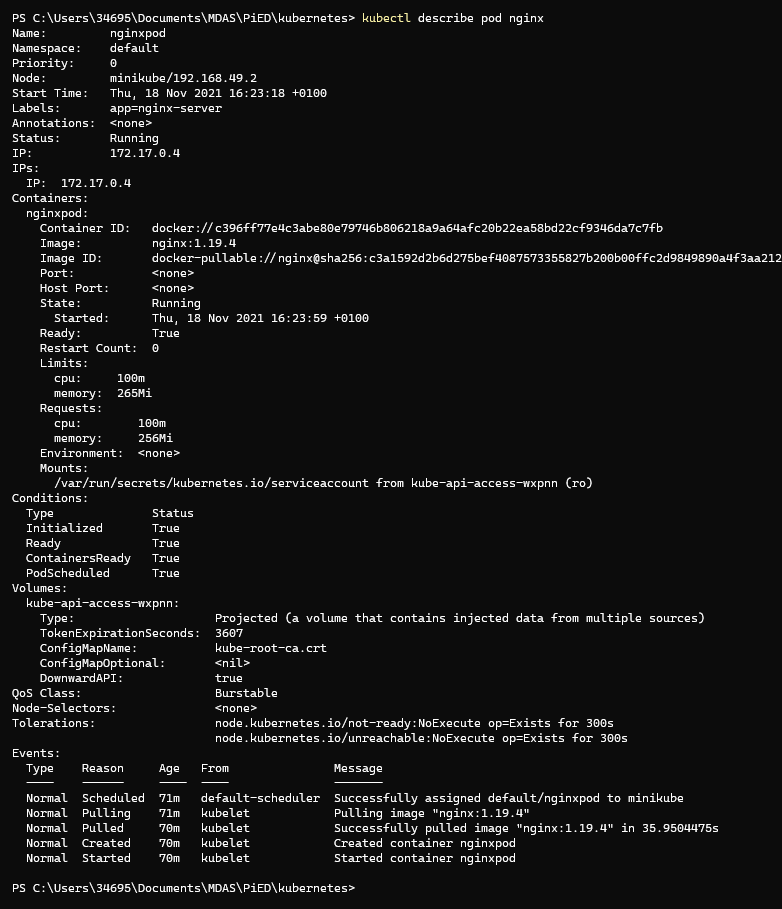 PS C:\Users\34695\Documents\MDAS\PiED\kubernetes> kubectl describe pod nginx
Name:         nginxpod
Namespace:    default
Priority:     0
Node:         minikube/192.168.49.2
Start Time:   Thu, 18 Nov 2021 16:23:18 +0100
Labels:       app=nginx-server
Annotations:  <none>
Status:       Running
IP:           172.17.0.4
IPs:
  IP:  172.17.0.4
Containers:
  nginxpod:
    Container ID:   docker://c396ff77e4c3abe80e79746b806218a9a64afc20b22ea58bd22cf9346da7c7fb
    Image:          nginx:1.19.4
    Image ID:       docker-pullable://nginx@sha256:c3a1592d2b6d275bef4087573355827b200b00ffc2d9849890a4f3aa212
    Port:           <none>
    Host Port:      <none>
    State:          Running
      Started:      Thu, 18 Nov 2021 16:23:59 +0100
    Ready:          True
    Restart Count:  0
    Limits:
      cpu:     100m
      memory:  265Mi
    Requests:
      cpu:        100m
      memory:     256Mi
    Environment:  <none>
    Mounts:
      /var/run/secrets/kubernetes.io/serviceaccount from kube-api-access-wxpnn (ro)
Conditions:
  Type              Status
  Initialized       True
  Ready             True
  ContainersReady   True
  PodScheduled      True
Volumes:
  kube-api-access-wxpnn:
    Type:                    Projected (a volume that contains injected data from multiple sources)
    TokenExpirationSeconds:  3607
    ConfigMapName:           kube-root-ca.crt
    ConfigMapOptional:       <nil>
    DownwardAPI:             true
QoS Class:                   Burstable
Node-Selectors:              <none>
Tolerations:                 node.kubernetes.io/not-ready:NoExecute op=Exists for 300s
                             node.kubernetes.io/unreachable:NoExecute op=Exists for 300s
Events:
  Type    Reason     Age   From               Message
  ----    ------     ----  ----               -------
  Normal  Scheduled  71m   default-scheduler  Successfully assigned default/nginxpod to minikube
  Normal  Pulling    71m   kubelet            Pulling image "nginx:1.19.4"
  Normal  Pulled     70m   kubelet            Successfully pulled image "nginx:1.19.4" in 35.9504475s
  Normal  Created    70m   kubelet            Created container nginxpod
  Normal  Started    70m   kubelet            Started container nginxpod
PS C:\Users\34695\Documents\MDAS\PiED\kubernetes>